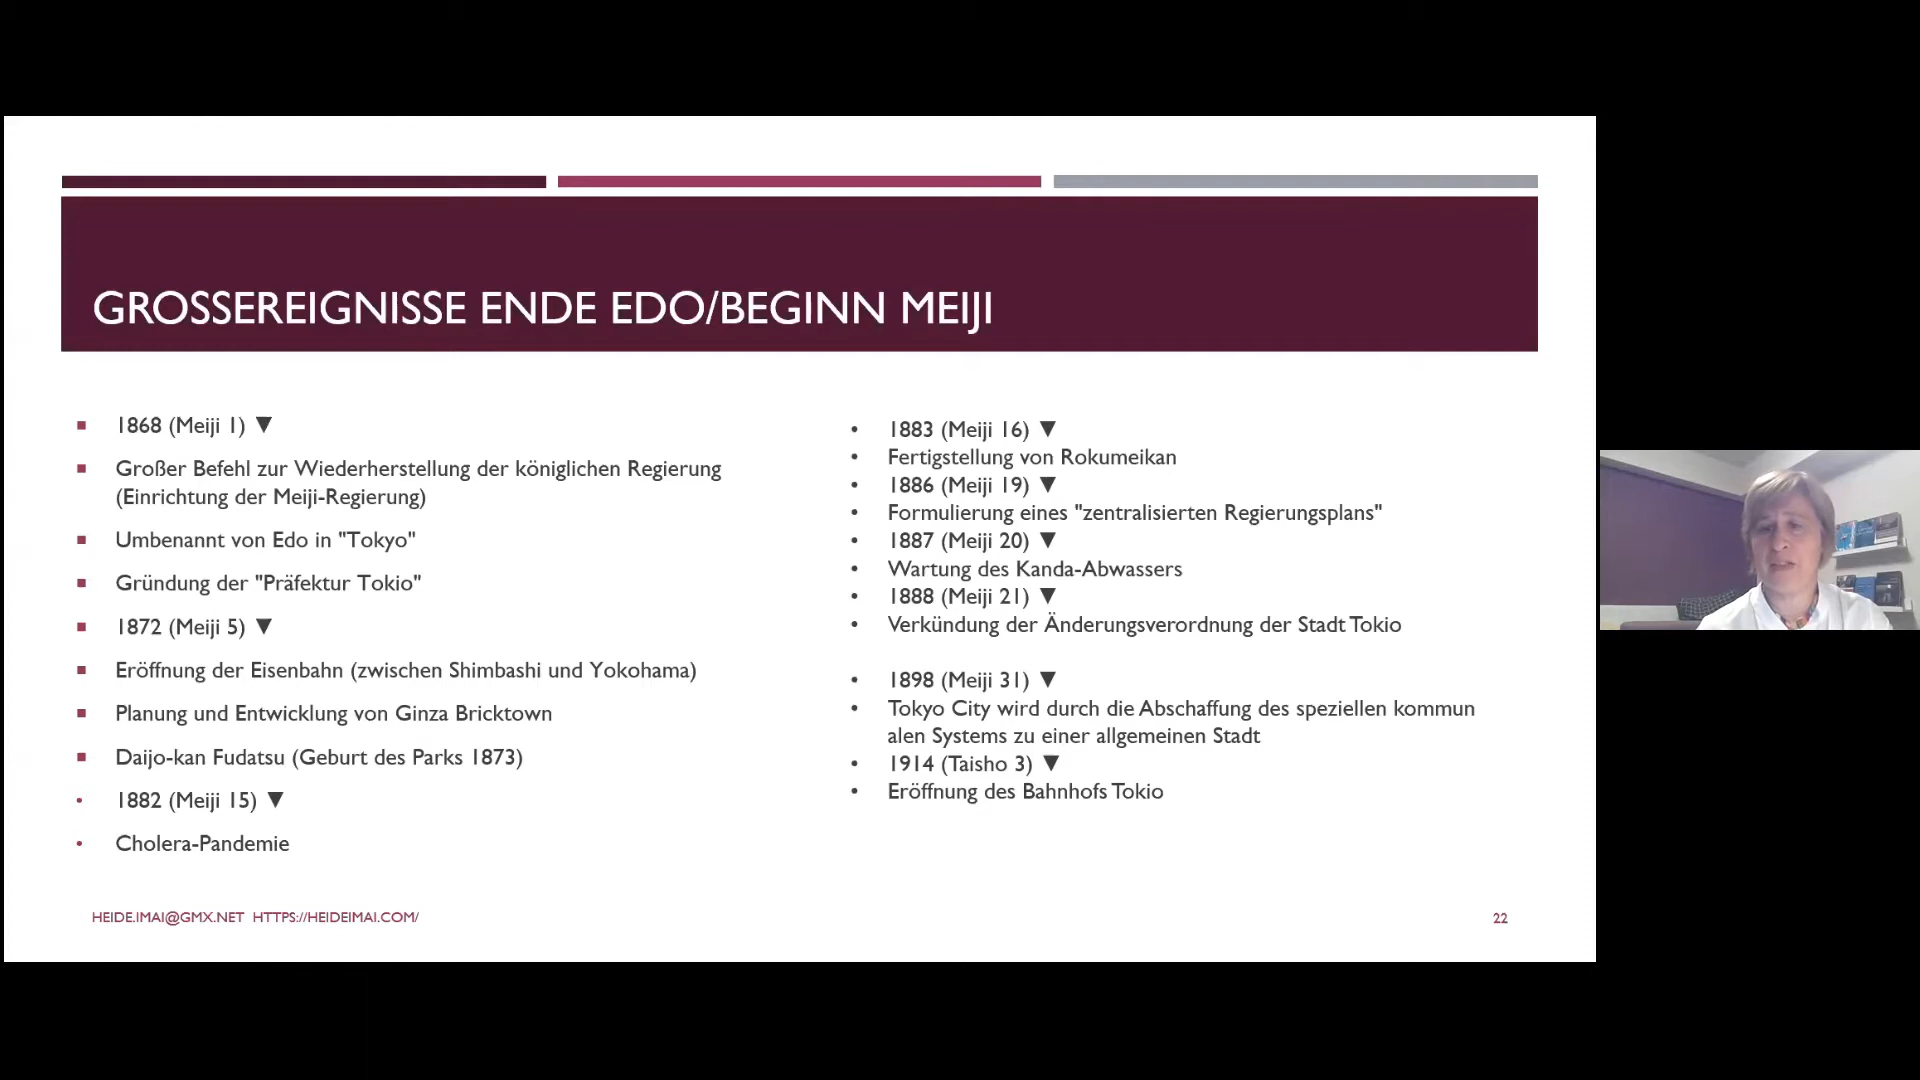 GROSSEREIGNISSE ENDE EDO/BEGINN MEIJI
1868 (Meiji 1) ▼
Großer Befehl zur Wiederherstellung der königlichen Regierung
(Einrichtung der Meiji-Regierung)
Umbenannt von Edo in "Tokyo"
Gründung der "Präfektur Tokio"
1872 (Meiji 5) ▼
Eröffnung der Eisenbahn (zwischen Shimbashi und Yokohama)
Planung und Entwicklung von Ginza Bricktown
Daijo-kan Fudatsu (Geburt des Parks 1873)
1882 (Meiji 15) ▼
Cholera-Pandemie
1883 (Meiji 16) ▼
Fertigstellung von Rokumeikan
1886 (Meiji 19) ▼
Formulierung eines "zentralisierten Regierungsplans"
1887 (Meiji 20) ▼
Wartung des Kanda-Abwassers
1888 (Meiji 21) ▼
Verkündung der Änderungsverordnung der Stadt Tokio
1898 (Meiji 31) ▼
Tokyo City wird durch die Abschaffung des speziellen kommun
alen Systems zu einer allgemeinen Stadt
1914 (Taisho 3) ▼
Eröffnung des Bahnhofs Tokio
HEIDE.IMAI@GMX.NET HTTPS://HEIDEIMAI.COM/
22